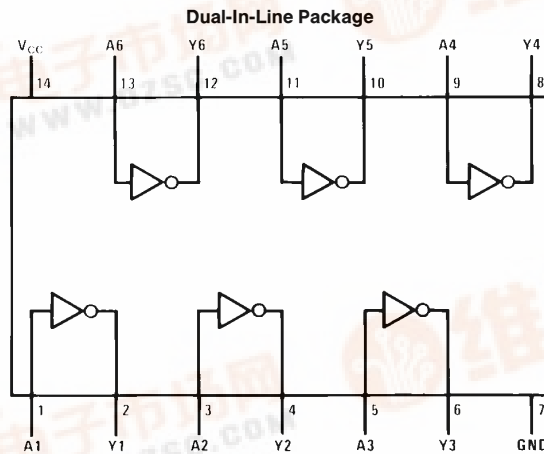 Dual-In-Line Package
VCC A6 Y6 A5 Y5 A4 Y4
14 13 12 11 10 9 8
1 2 3 4 5 6 7
A1 Y1 A2 Y2 A3 Y3 GND